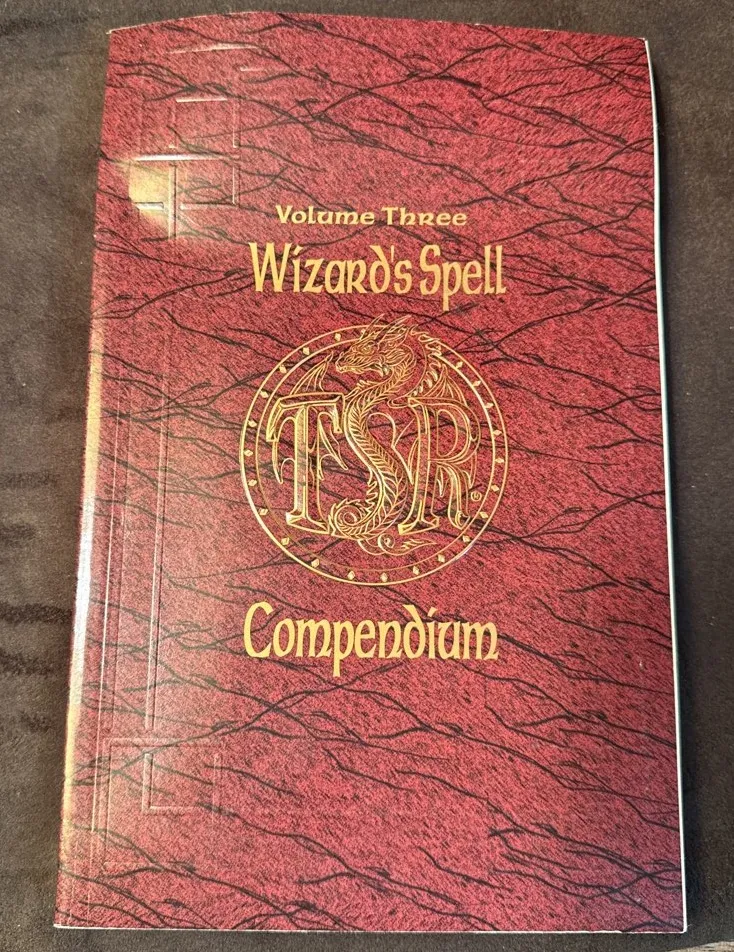 Volume Three
Wizard's Spell
TSR®
Compendium